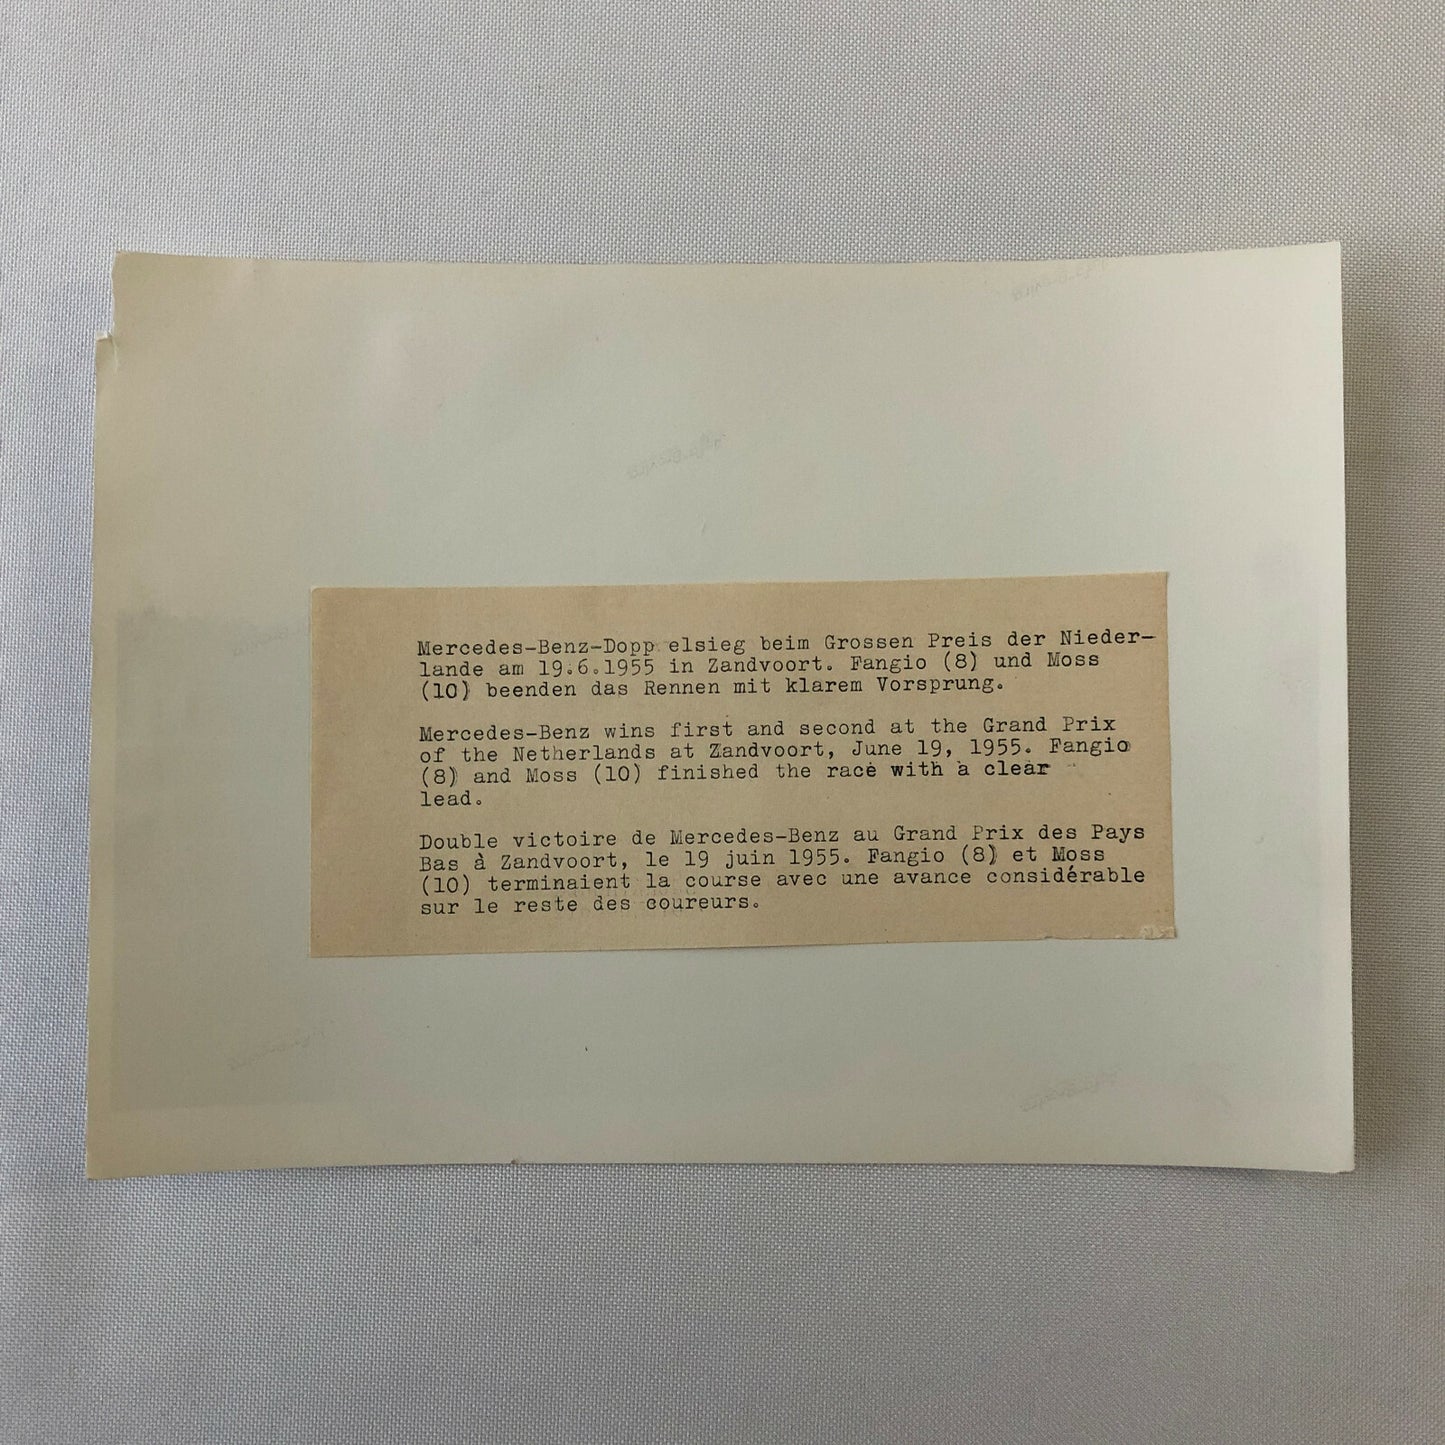 Mercedes-Benz-Dopp elsieg beim Grossen Preis der Nieder-
lande am 19.6.1955 in Zandvoort. Fangio (8) und Moss
(10) beenden das Rennen mit klarem Vorsprung.
Mercedes-Benz wins first and second at the Grand Prix
of the Netherlands at Zandvoort, June 19, 1955. Fangio
(8) and Moss (10) finished the race with a clear
lead.
Double victoire de Mercedes-Benz au Grand Prix des Pays
Bas à Zandvoort, le 19 juin 1955. Fangio (8) et Moss
(10) terminaient la course avec une avance considérable
sur le reste des coureurs.